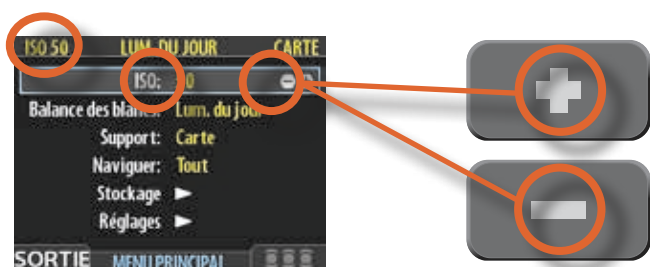 ISO 50 LUM. DU JOUR CARTE
ISO: 50
Balance des blancs: Lum. du jour
Support: Carte
Naviguer: Tout
Stockage
Réglages
SORTIE MENU PRINCIPAL